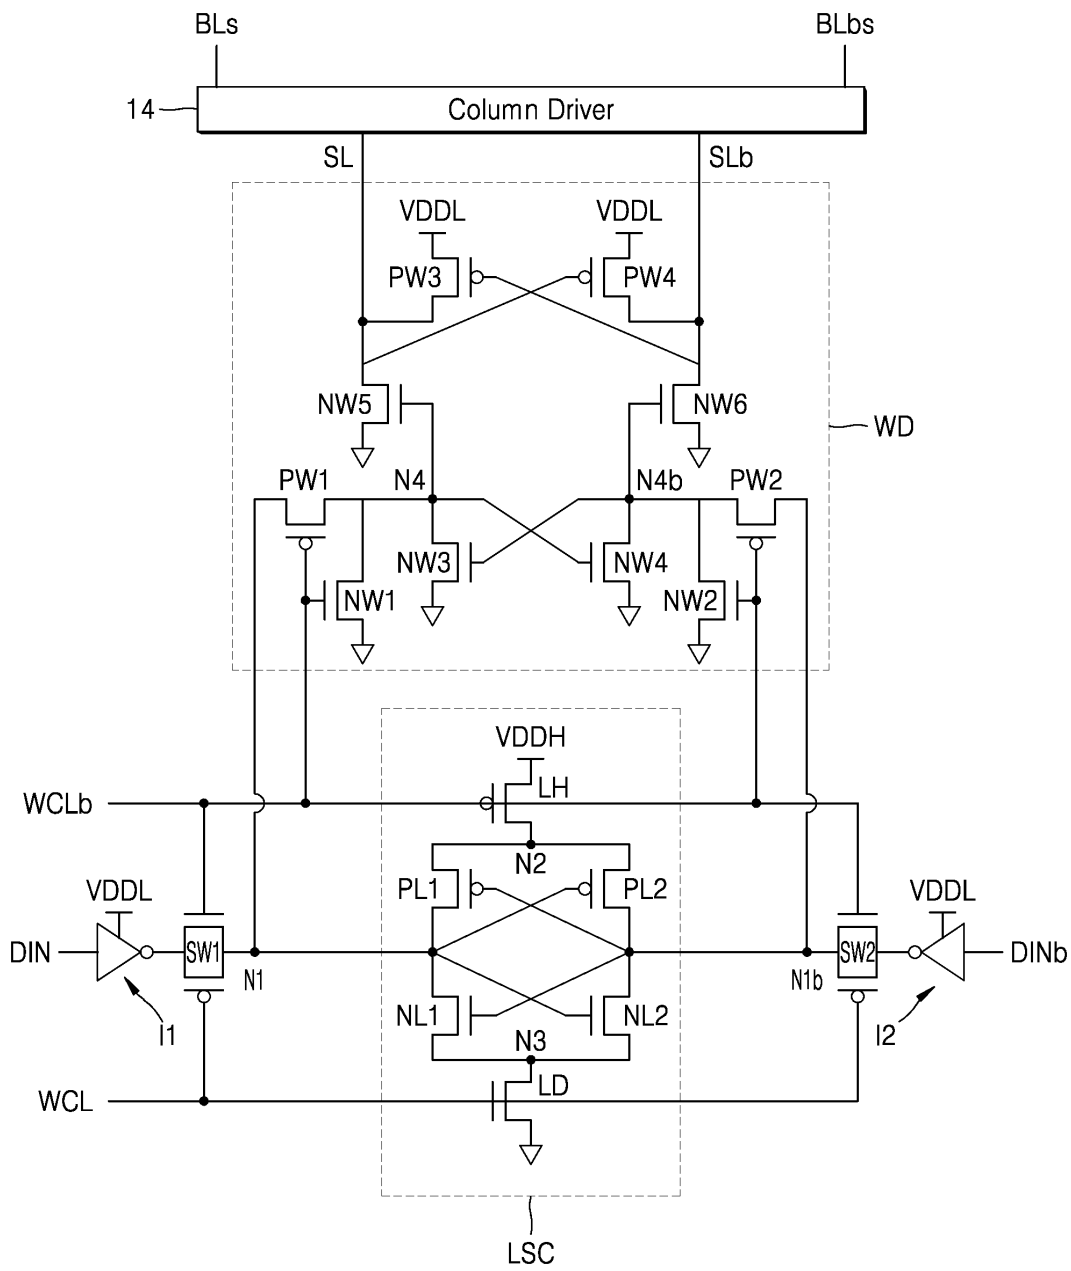 BLs BLbs
14 Column Driver
SL SLb
VDDL VDDL
PW3 PW4
NW5 NW6
WD
PW1 N4 N4b PW2
NW3 NW4
NW1 NW2
VDDH
LH
WCLb
N2
PL1 PL2
VDDL VDDL
DIN SW1 SW2 DINb
N1 N1b
NL1 NL2
I1 N3 I2
LD
WCL
LSC